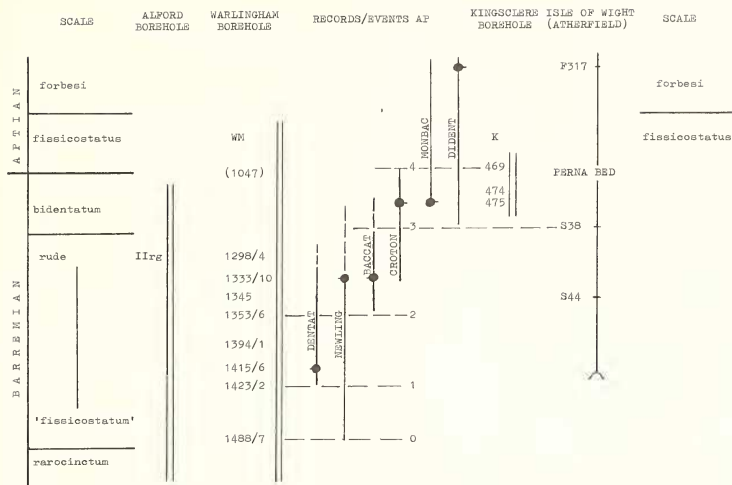 SCALE
ALFORD BOREHOLE
WARLINGHAM BOREHOLE
RECORDS/EVENTS AP
KINGSCLERE BOREHOLE
ISLE OF WIGHT (ATHERFIELD)
SCALE
APTIAN
BARREMIAN
forbesi
fissicostatus
bidentatum
rude
'fissicostatum'
rarocinctum
IIrg
WM
(1047)
1298/4
1333/10
1345
1353/6
1394/1
1415/6
1423/2
1488/7
DENTAT
NEWLING
BACCAT
CROTON
MONBAC
DIDENT
4
3
2
1
0
K
469
474
475
F317
PERNA BED
S38
S44
forbesi
fissicostatus